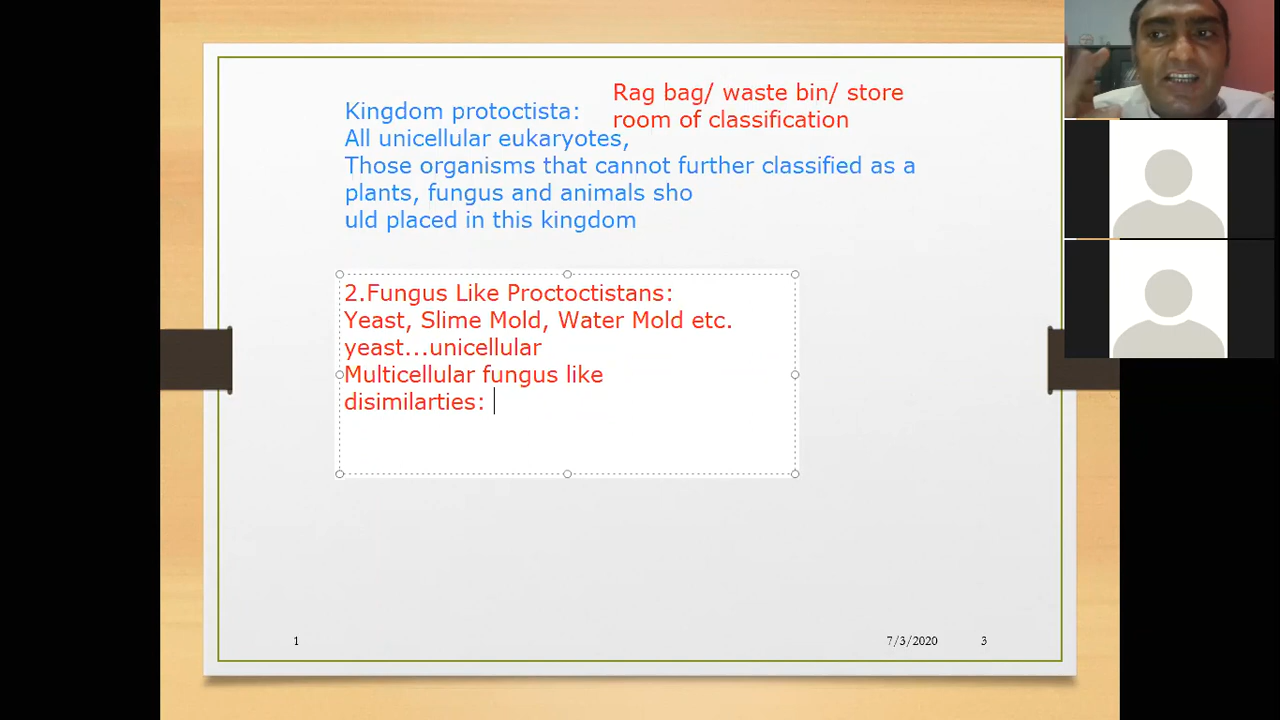 Rag bag/ waste bin/ store
room of classification
Kingdom protoctista:
All unicellular eukaryotes,
Those organisms that cannot further classified as a
plants, fungus and animals sho
uld placed in this kingdom
2.Fungus Like Proctoctistans:
Yeast, Slime Mold, Water Mold etc.
yeast...unicellular
Multicellular fungus like
disimilarties:
1
7/3/2020
3